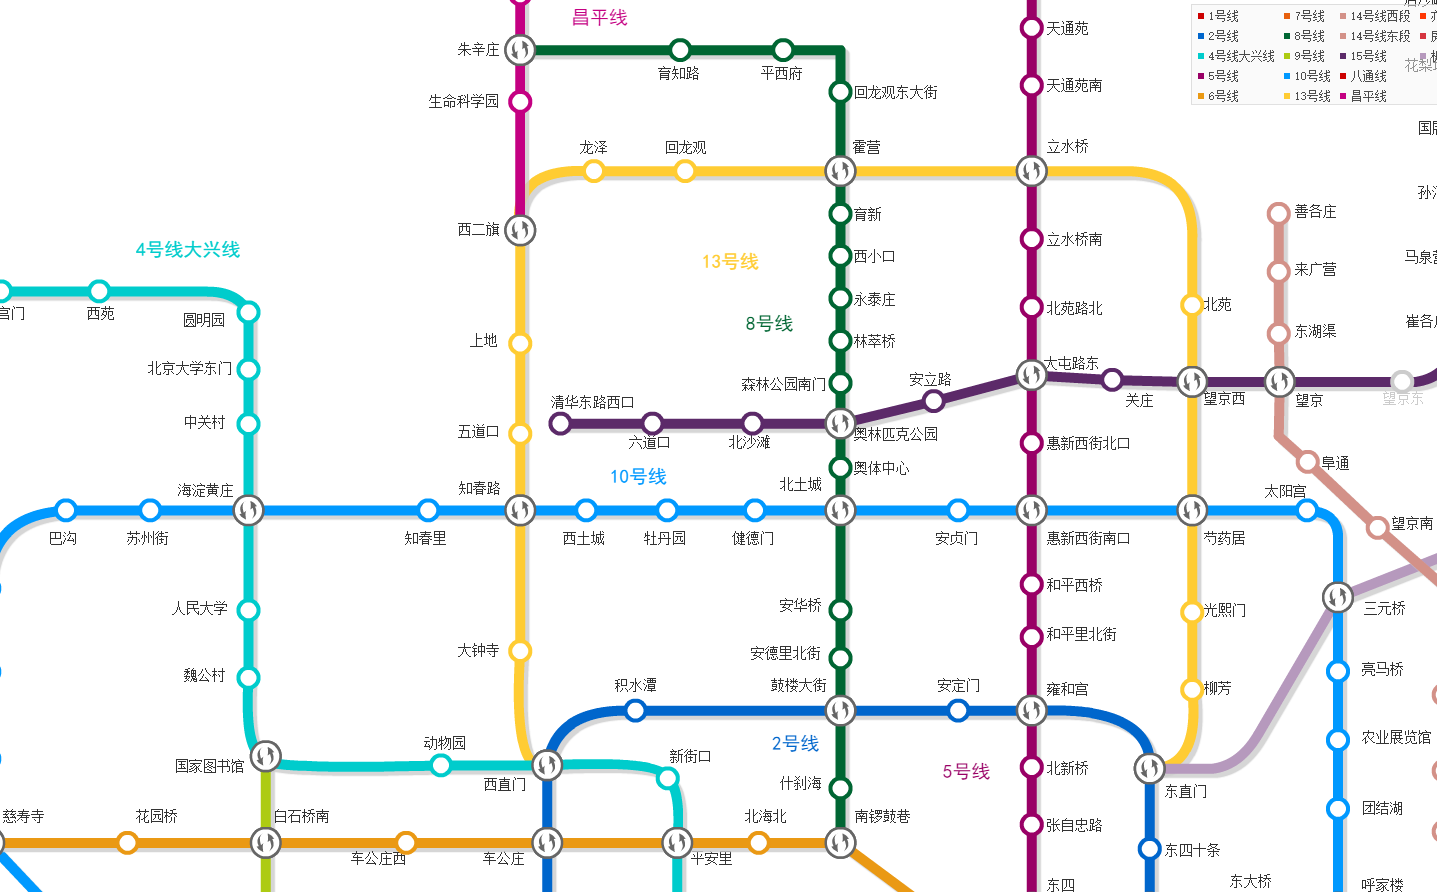 昌平线
天通苑
朱辛庄
育知路
平西府
天通苑南
生命科学园
回龙观东大街
1号线
7号线
14号线西段
2号线
8号线
14号线东段
4号线大兴线
9号线
15号线
5号线
10号线
八通线
6号线
13号线
昌平线
花梨坎
龙泽
回龙观
霍营
立水桥
西二旗
育新
立水桥南
善各庄
4号线大兴线
13号线
西小口
来广营
宫门
西苑
圆明园
永泰庄
北苑路北
北苑
8号线
林萃桥
东湖渠
上地
北京大学东门
森林公园南门
安立路
大屯路东
关庄
望京西
望京
望京东
清华东路西口
六道口
北沙滩
奥林匹克公园
中关村
五道口
惠新西街北口
阜通
10号线
奥体中心
海淀黄庄
知春路
北土城
太阳宫
望京南
巴沟
苏州街
知春里
西土城
牡丹园
健德门
安贞门
惠新西街南口
芍药居
人民大学
安华桥
和平西桥
光熙门
三元桥
大钟寺
安德里北街
和平里北街
魏公村
积水潭
鼓楼大街
安定门
雍和宫
柳芳
亮马桥
国家图书馆
动物园
西直门
新街口
2号线
什刹海
5号线
北新桥
东直门
农业展览馆
慈寿寺
花园桥
白石桥南
车公庄西
车公庄
平安里
北海北
南锣鼓巷
张自忠路
东四十条
团结湖
东四
东大桥
呼家楼